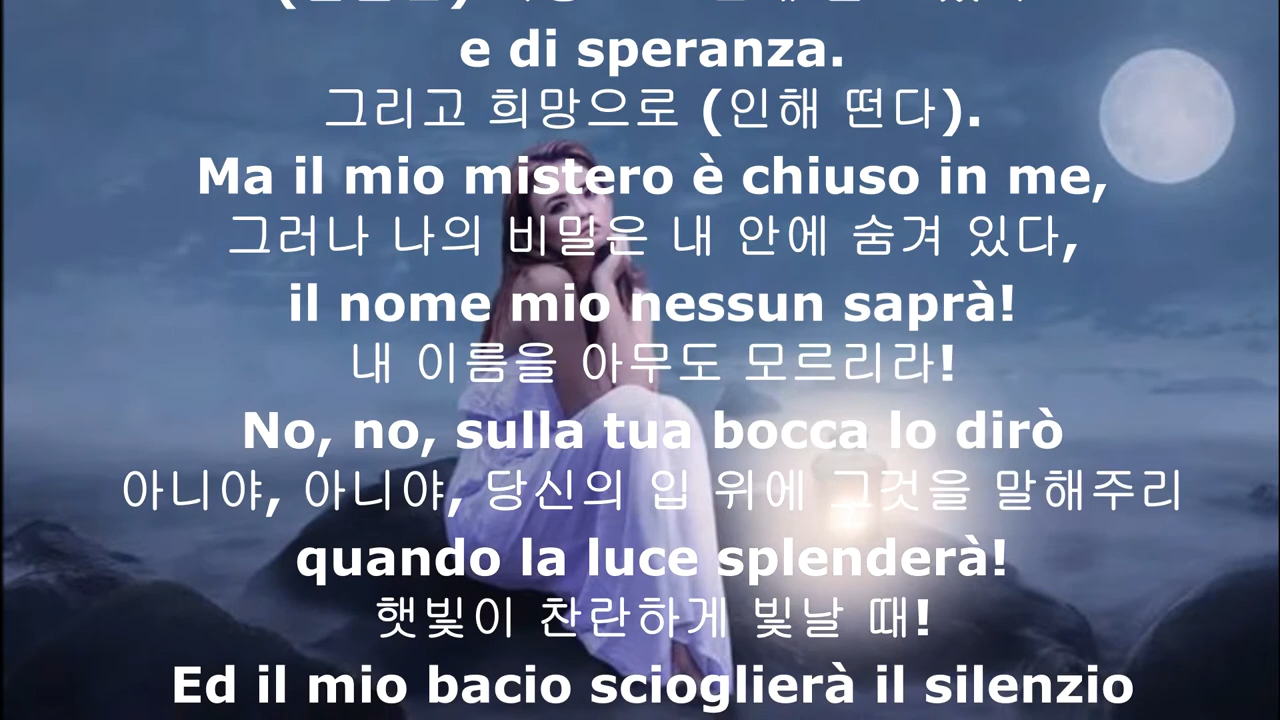 e di speranza.
그리고 희망으로 (인해 떤다).
Ma il mio mistero è chiuso in me,
그러나 나의 비밀은 내 안에 숨겨 있다,
il nome mio nessun saprà!
내 이름을 아무도 모르리라!
No, no, sulla tua bocca lo dirò
아니야, 아니야, 당신의 입 위에 그것을 말해주리
quando la luce splenderà!
햇빛이 찬란하게 빛날 때!
Ed il mio bacio scioglierà il silenzio